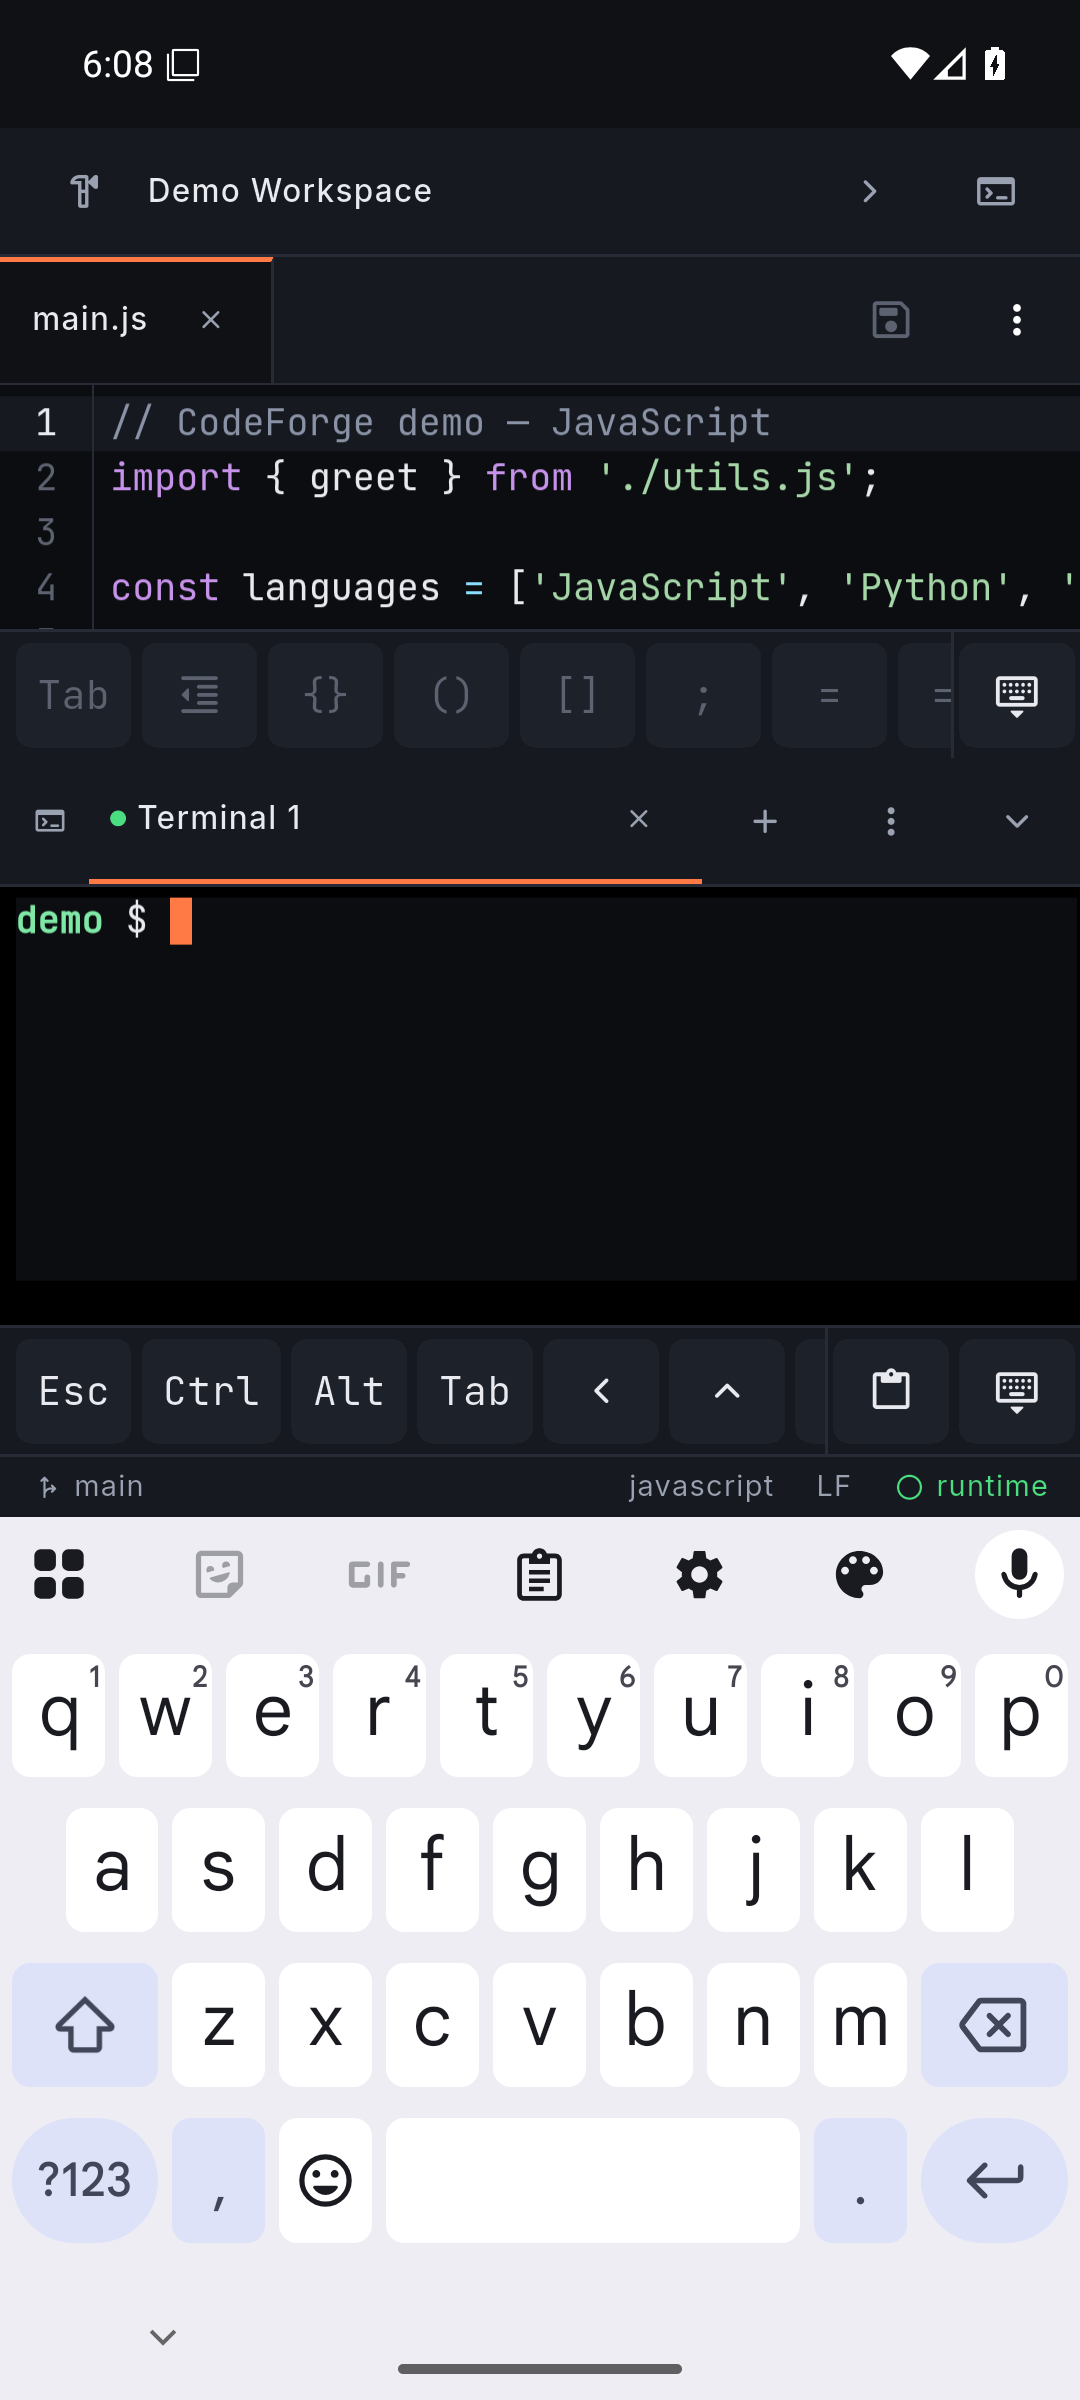 6:08
Demo Workspace
main.js
1 // CodeForge demo — JavaScript
2 import { greet } from './utils.js';
3
4 const languages = ['JavaScript', 'Python', '
Tab {} () [] ; = =
Terminal 1
demo $
Esc Ctrl Alt Tab
main javascript LF runtime
GIF
q 1 w 2 e 3 r 4 t 5 y 6 u 7 i 8 o 9 p 0
a s d f g h j k l
z x c v b n m
?123 , .